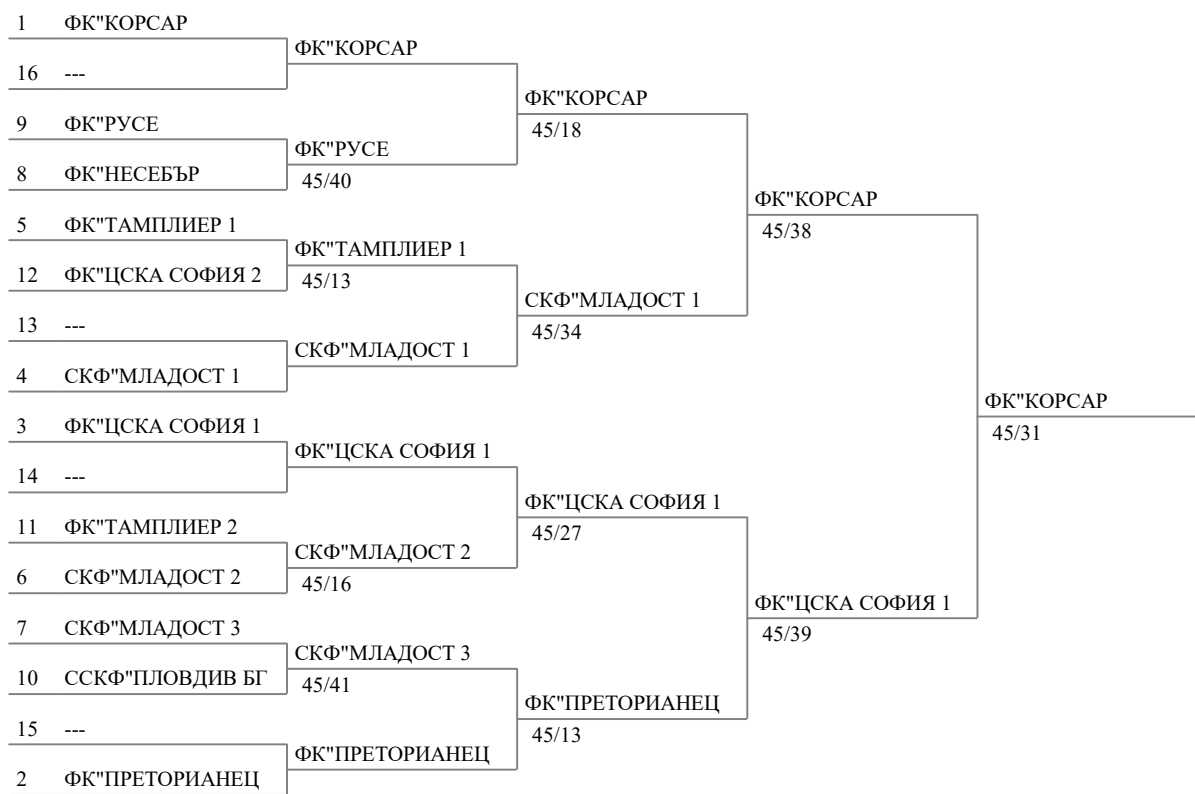 1 ФК"КОРСАР
ФК"КОРСАР
16 ---
ФК"КОРСАР
45/18
9 ФК"РУСЕ
ФК"РУСЕ
45/40
8 ФК"НЕСЕБЪР
ФК"КОРСАР
45/38
5 ФК"ТАМПЛИЕР 1
ФК"ТАМПЛИЕР 1
45/13
12 ФК"ЦСКА СОФИЯ 2
СКФ"МЛАДОСТ 1
45/34
13 ---
СКФ"МЛАДОСТ 1
4 СКФ"МЛАДОСТ 1
ФК"КОРСАР
45/31
3 ФК"ЦСКА СОФИЯ 1
ФК"ЦСКА СОФИЯ 1
14 ---
ФК"ЦСКА СОФИЯ 1
45/27
11 ФК"ТАМПЛИЕР 2
СКФ"МЛАДОСТ 2
45/16
6 СКФ"МЛАДОСТ 2
ФК"ЦСКА СОФИЯ 1
45/39
7 СКФ"МЛАДОСТ 3
СКФ"МЛАДОСТ 3
45/41
10 ССКФ"ПЛОВДИВ БГ
ФК"ПРЕТОРИАНЕЦ
45/13
15 ---
ФК"ПРЕТОРИАНЕЦ
2 ФК"ПРЕТОРИАНЕЦ